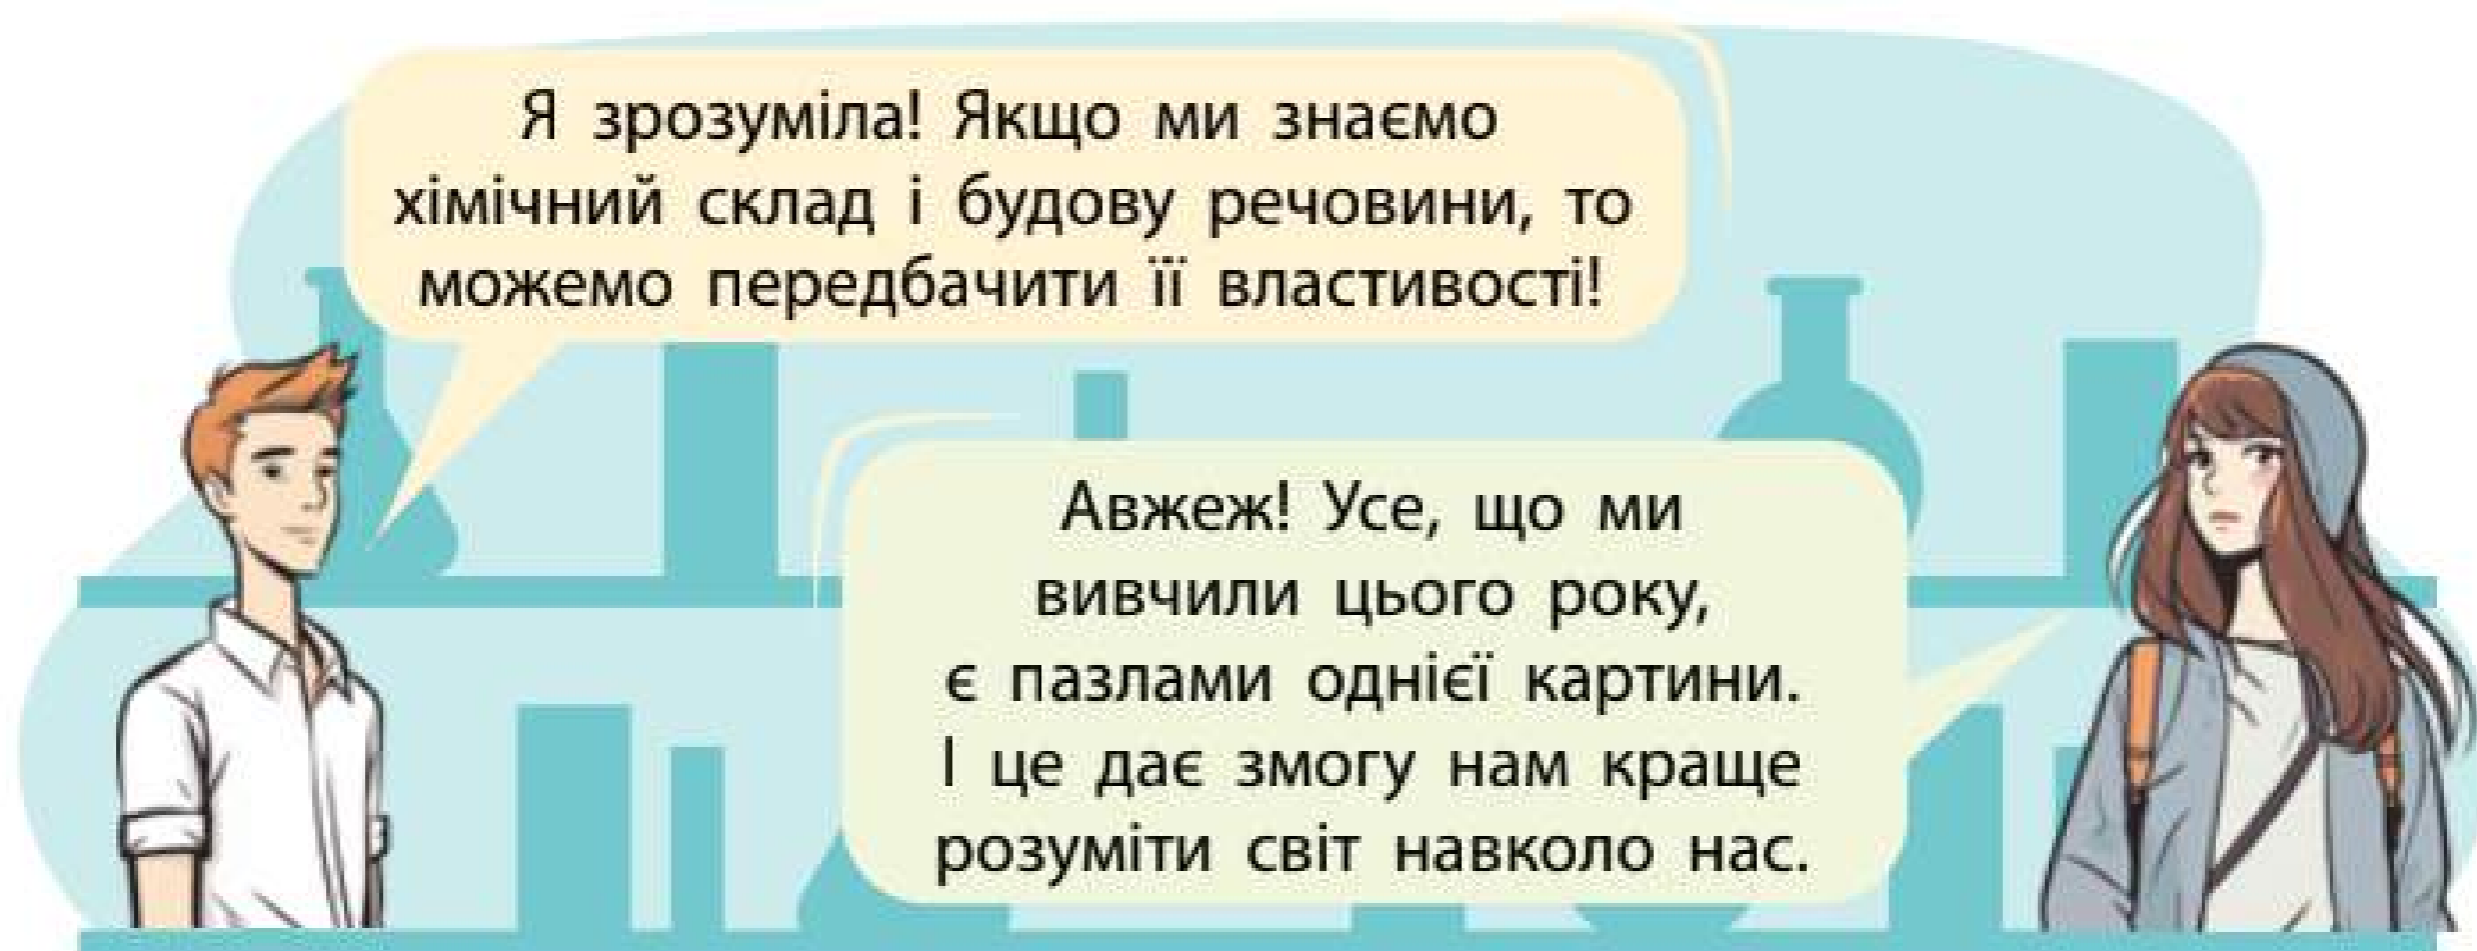 Я зрозуміла! Якщо ми знаємо
хімічний склад і будову речовини, то
можемо передбачити її властивості!
Авжеж! Усе, що ми
вивчили цього року,
є пазлами однієї картини.
І це дає змогу нам краще
розуміти світ навколо нас.